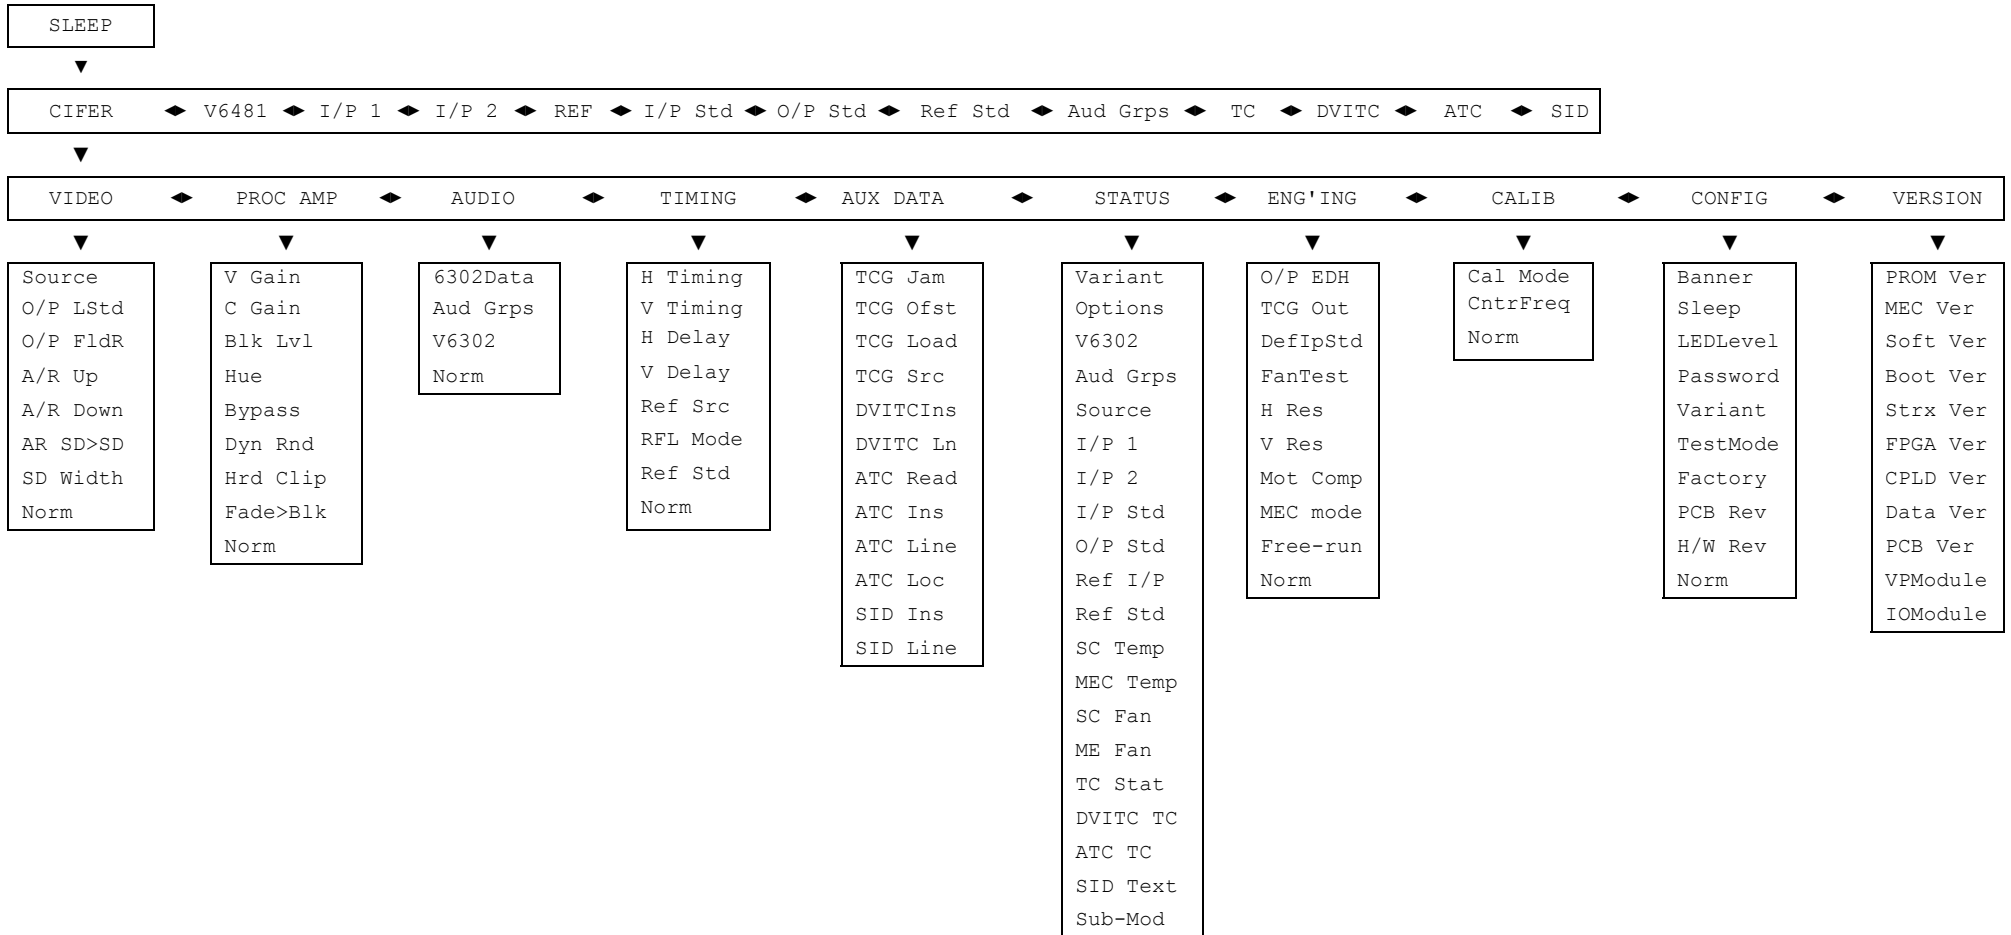 SLEEP
▼
CIFER ◀▶ V6481 ◀▶ I/P 1 ◀▶ I/P 2 ◀▶ REF ◀▶ I/P Std ◀▶ O/P Std ◀▶ Ref Std ◀▶ Aud Grps ◀▶ TC ◀▶ DVITC ◀▶ ATC ◀▶ SID
▼
VIDEO ◀▶ PROC AMP ◀▶ AUDIO ◀▶ TIMING ◀▶ AUX DATA ◀▶ STATUS ◀▶ ENG'ING ◀▶ CALIB ◀▶ CONFIG ◀▶ VERSION
▼ ▼ ▼ ▼ ▼ ▼ ▼ ▼ ▼ ▼
Source
O/P LStd
O/P FldR
A/R Up
A/R Down
AR SD>SD
SD Width
Norm
V Gain
C Gain
Blk Lvl
Hue
Bypass
Dyn Rnd
Hrd Clip
Fade>Blk
Norm
6302Data
Aud Grps
V6302
Norm
H Timing
V Timing
H Delay
V Delay
Ref Src
RFL Mode
Ref Std
Norm
TCG Jam
TCG Ofst
TCG Load
TCG Src
DVITCIns
DVITC Ln
ATC Read
ATC Ins
ATC Line
ATC Loc
SID Ins
SID Line
Variant
Options
V6302
Aud Grps
Source
I/P 1
I/P 2
I/P Std
O/P Std
Ref I/P
Ref Std
SC Temp
MEC Temp
SC Fan
ME Fan
TC Stat
DVITC TC
ATC TC
SID Text
Sub-Mod
O/P EDH
TCG Out
DefIpStd
FanTest
H Res
V Res
Mot Comp
MEC mode
Free-run
Norm
Cal Mode
CntrFreq
Norm
Banner
Sleep
LEDLevel
Password
Variant
TestMode
Factory
PCB Rev
H/W Rev
Norm
PROM Ver
MEC Ver
Soft Ver
Boot Ver
Strx Ver
FPGA Ver
CPLD Ver
Data Ver
PCB Ver
VPModule
IOModule